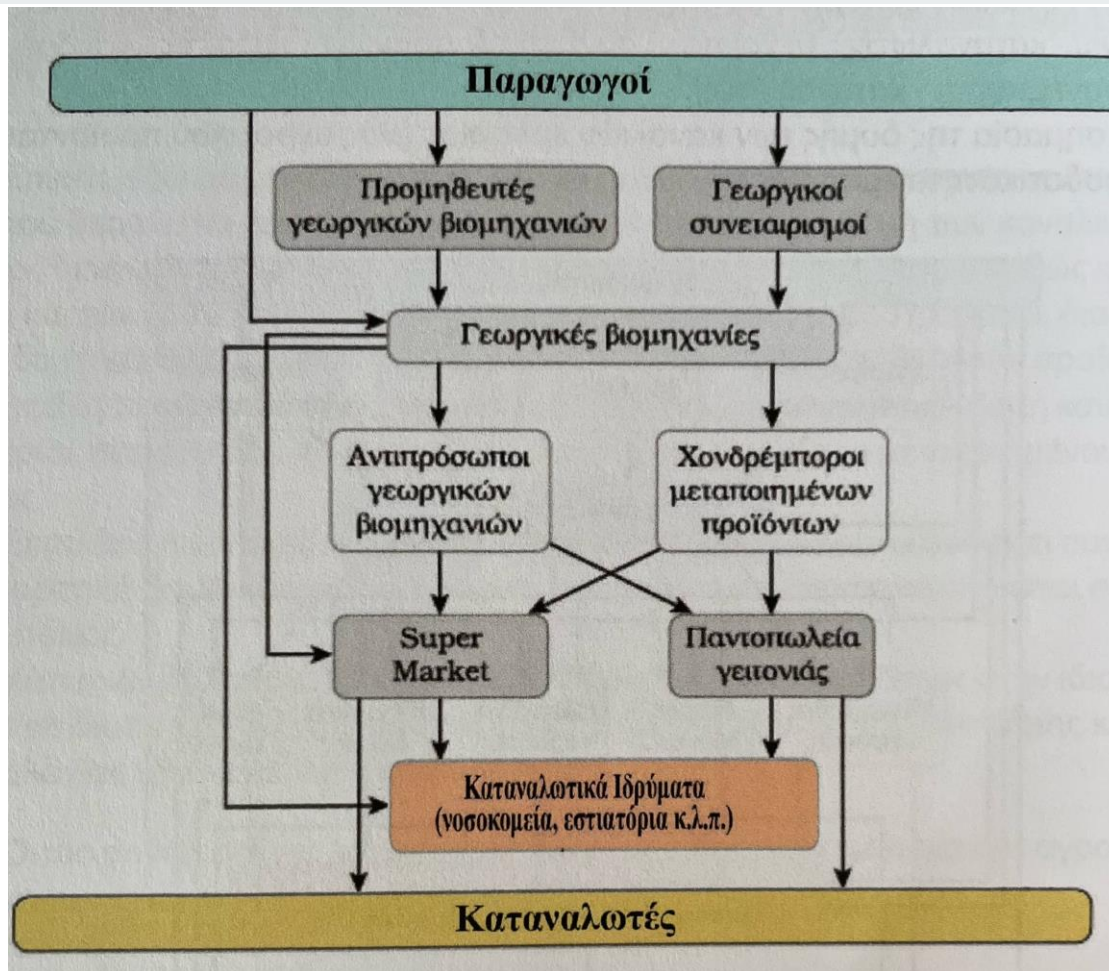 Παραγωγοί
Προμηθευτές
γεωργικών βιομηχανιών
Γεωργικοί
συνεταιρισμοί
Γεωργικές βιομηχανίες
Αντιπρόσωποι
γεωργικών
βιομηχανιών
Χονδρέμποροι
μεταποιημένων
προϊόντων
Super
Market
Παντοπωλεία
γειτονιάς
Καταναλωτικά Ιδρύματα
(νοσοκομεία, εστιατόρια κ.λ.π.)
Καταναλωτές